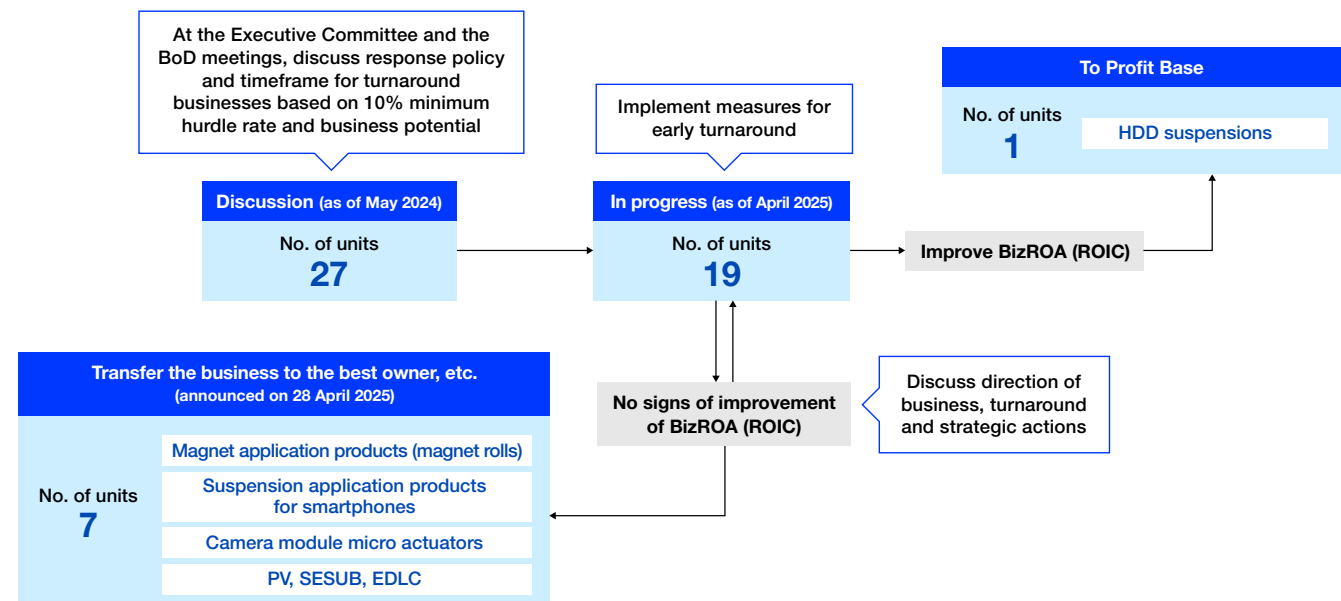 At the Executive Committee and the
BoD meetings, discuss response policy
and timeframe for turnaround
businesses based on 10% minimum
hurdle rate and business potential
Implement measures for
early turnaround
To Profit Base
No. of units
1
HDD suspensions
Discussion (as of May 2024)
No. of units
27
In progress (as of April 2025)
No. of units
19
Improve BizROA (ROIC)
Transfer the business to the best owner, etc.
(announced on 28 April 2025)
No. of units
7
Magnet application products (magnet rolls)
Suspension application products
for smartphones
Camera module micro actuators
PV, SESUB, EDLC
No signs of improvement
of BizROA (ROIC)
Discuss direction of
business, turnaround
and strategic actions